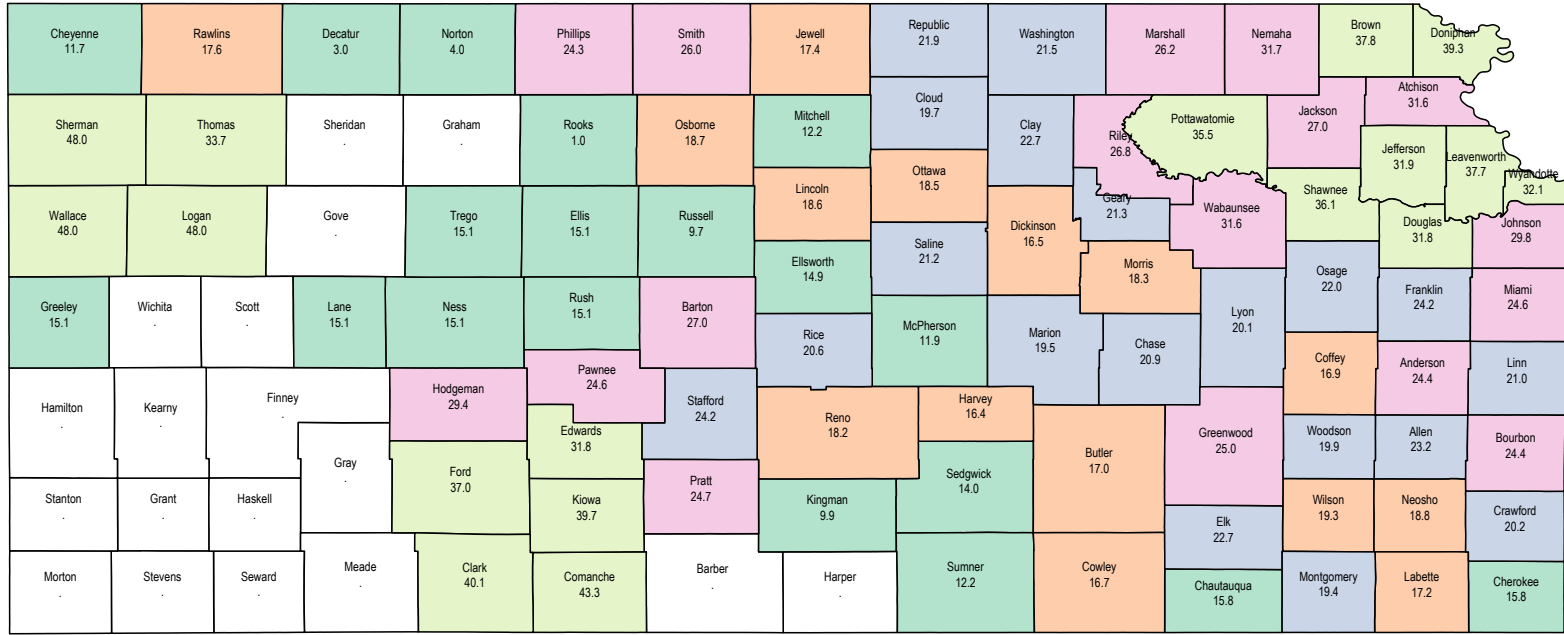 Cheyenne
11.7
Rawlins
17.6
Decatur
3.0
Norton
4.0
Phillips
24.3
Smith
26.0
Jewell
17.4
Republic
21.9
Washington
21.5
Marshall
26.2
Nemaha
31.7
Brown
37.8
Doniphan
39.3
Sherman
48.0
Thomas
33.7
Sheridan
.
Graham
.
Rooks
1.0
Osborne
18.7
Mitchell
12.2
Cloud
19.7
Clay
22.7
Riley
26.8
Pottawatomie
35.5
Jackson
27.0
Atchison
31.6
Jefferson
31.9
Leavenworth
37.7
Wyandotte
32.1
Wallace
48.0
Logan
48.0
Gove
.
Trego
15.1
Ellis
15.1
Russell
9.7
Lincoln
18.6
Ottawa
18.5
Saline
21.2
Dickinson
16.5
Geary
21.3
Wabaunsee
31.6
Shawnee
36.1
Douglas
31.8
Johnson
29.8
Ellsworth
14.9
Morris
18.3
Osage
22.0
Franklin
24.2
Miami
24.6
Greeley
15.1
Wichita
.
Scott
.
Lane
15.1
Ness
15.1
Rush
15.1
Barton
27.0
Rice
20.6
McPherson
11.9
Marion
19.5
Chase
20.9
Lyon
20.1
Coffey
16.9
Anderson
24.4
Linn
21.0
Hamilton
.
Kearny
.
Finney
.
Hodgeman
29.4
Pawnee
24.6
Stafford
24.2
Reno
18.2
Harvey
16.4
Butler
17.0
Greenwood
25.0
Woodson
19.9
Allen
23.2
Bourbon
24.4
Gray
.
Ford
37.0
Edwards
31.8
Kiowa
39.7
Pratt
24.7
Kingman
9.9
Sedgwick
14.0
Elk
22.7
Wilson
19.3
Neosho
18.8
Crawford
20.2
Stanton
.
Grant
.
Haskell
.
Morton
.
Stevens
.
Seward
.
Meade
.
Clark
40.1
Comanche
43.3
Barber
.
Harper
.
Sumner
12.2
Cowley
16.7
Chautauqua
15.8
Montgomery
19.4
Labette
17.2
Cherokee
15.8